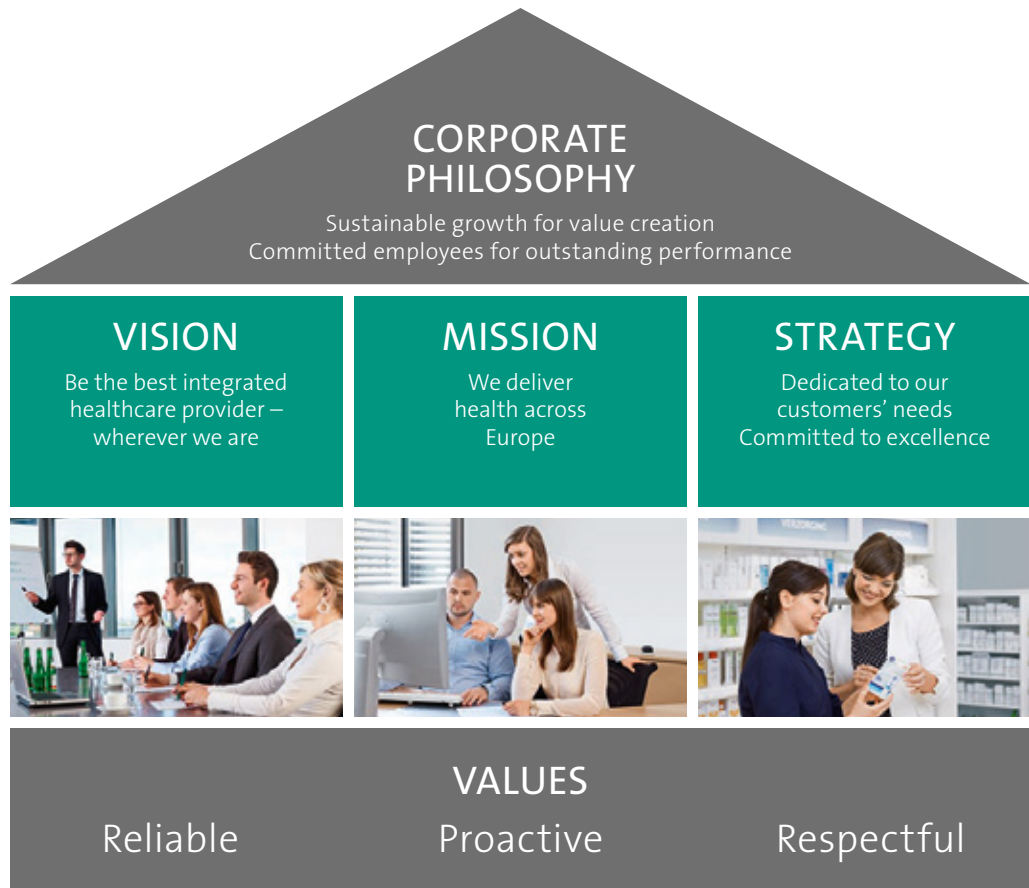 CORPORATE
PHILOSOPHY
Sustainable growth for value creation
Committed employees for outstanding performance
VISION
Be the best integrated
healthcare provider –
wherever we are
MISSION
We deliver
health across
Europe
STRATEGY
Dedicated to our
customers’ needs
Committed to excellence
VERZORGING
VALUES
Reliable
Proactive
Respectful